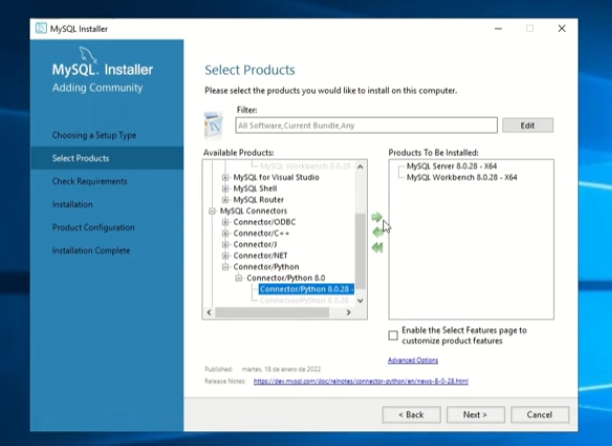 MySQL Installer
MySQL. Installer
Adding Community
Choosing a Setup Type
Select Products
Check Requirements
Installation
Product Configuration
Installation Complete
Select Products
Please select the products you would like to install on this computer.
Filter:
All Software,Current Bundle,Any
Edit
Available Products:
MySQL Workbench 8.0.28
MySQL for Visual Studio
MySQL Shell
MySQL Router
MySQL Connectors
Connector/ODBC
Connector/C++
Connector/J
Connector/NET
Connector/Python
Connector/Python 8.0
Connector/Python 8.0.28 -
Connector/Python 8.0.28 -
Products To Be Installed:
MySQL Server 8.0.28 - X64
MySQL Workbench 8.0.28 - X64
Enable the Select Features page to
customize product features
Advanced Options
Published: martes, 18 de enero de 2022
Release Notes: https://dev.mysql.com/doc/relnotes/connector-python/en/news-8-0-28.html
< Back
Next >
Cancel